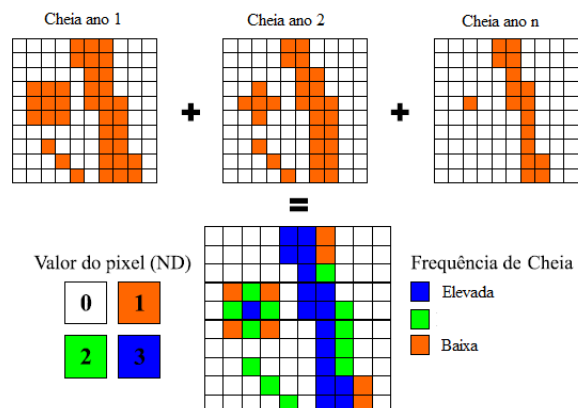 Cheia ano 1
Cheia ano 2
Cheia ano n
+
+
=
Valor do pixel (ND)
0
1
2
3
Frequência de Cheia
Elevada
Baixa